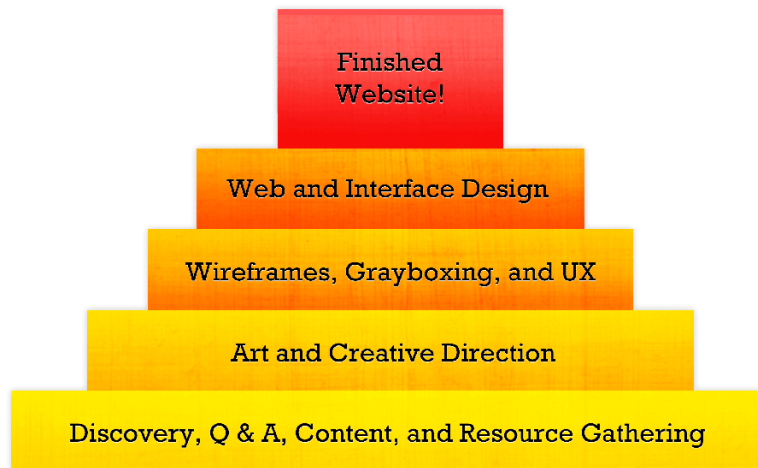 Finished
Website!
Web and Interface Design
Wireframes, Grayboxing, and UX
Art and Creative Direction
Discovery, Q & A, Content, and Resource Gathering